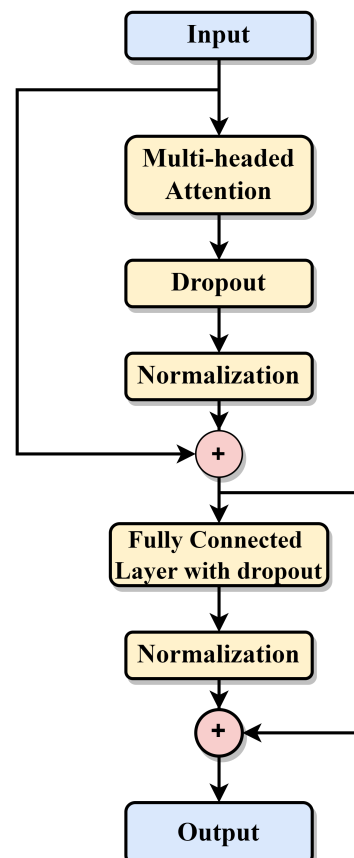 Input
Multi-headed
Attention
Dropout
Normalization
+
Fully Connected
Layer with dropout
Normalization
+
Output